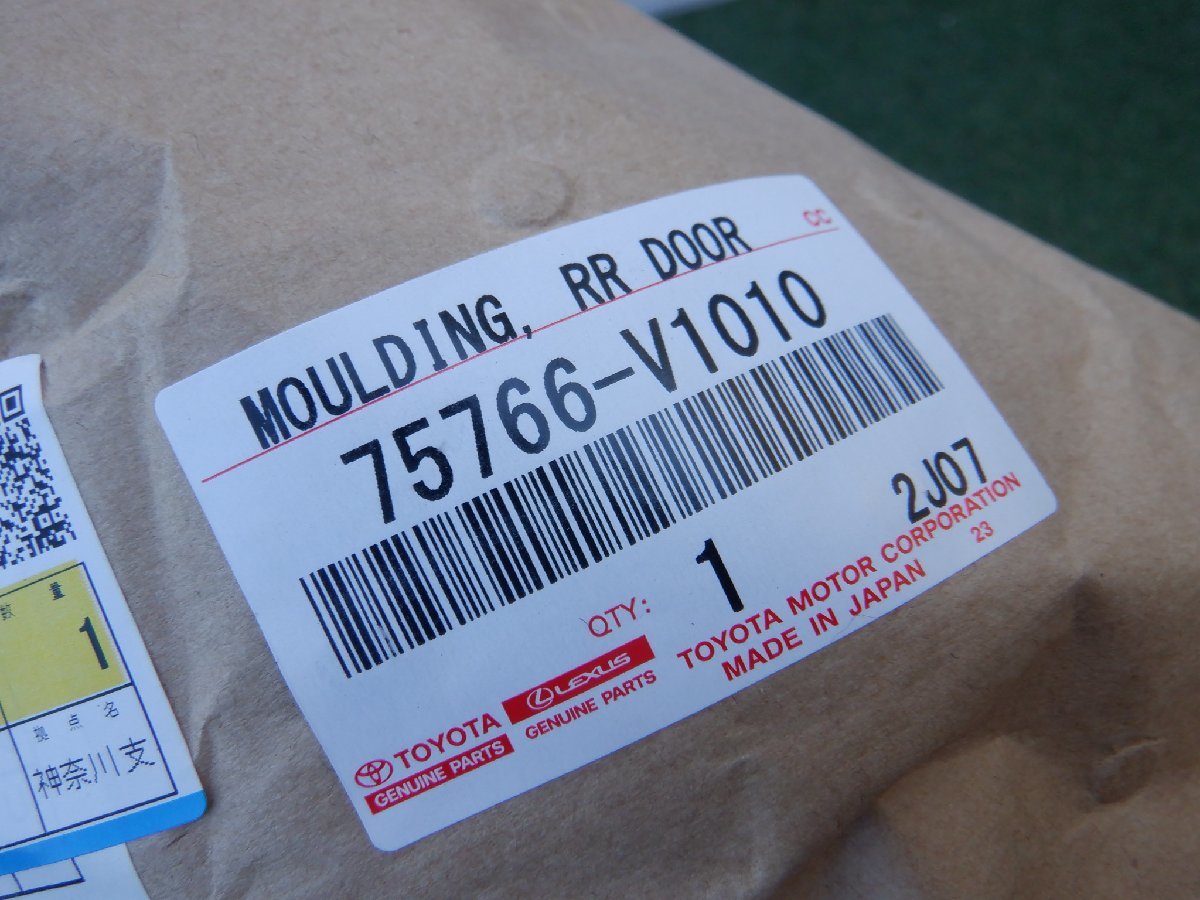 MOULDING, RR DOOR
CC
75766-V1010
2J07
QTY: 1
TOYOTA MOTOR CORPORATION
MADE IN JAPAN
23
TOYOTA
GENUINE PARTS
LEXUS
GENUINE PARTS
数 量
1
拠 点 名
神奈川支